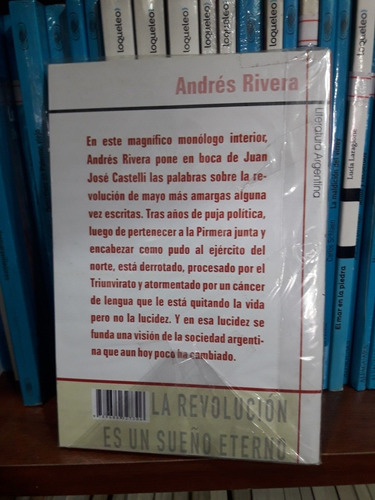 loqueleo
loqueleo
loqueleo
loqueleo
loqueleo
Andrés Rivera
En este magnífico monólogo interior,
Andrés Rivera pone en boca de Juan
José Castelli las palabras sobre la re-
volución de mayo más amargas alguna
vez escritas. Tras años de puja política,
luego de pertenecer a la Pirmera junta y
encabezar como pudo al ejército del
norte, está derrotado, procesado por el
Triunvirato y atormentado por un cáncer
de lengua que le está quitando la vida
pero no la lucidez. Y en esa lucidez se
funda una visión de la sociedad argenti-
na que aun hoy poco ha cambiado.
LA REVOLUCIÓN
ES UN SUEÑO ETERNO
Literatura Argentina
El mar en la piedra
Lucía Laragione